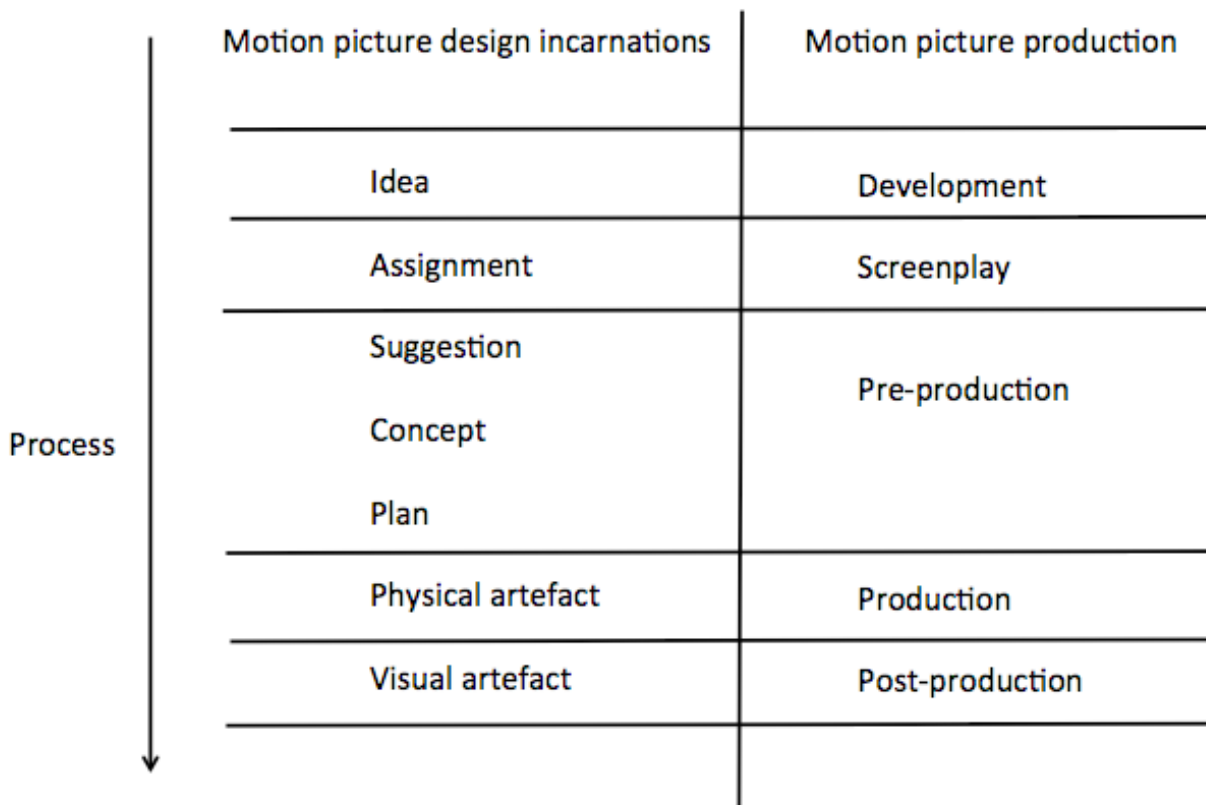 Motion picture design incarnations
Motion picture production
Idea
Development
Assignment
Screenplay
Suggestion
Pre-production
Concept
Process
Plan
Physical artefact
Production
Visual artefact
Post-production